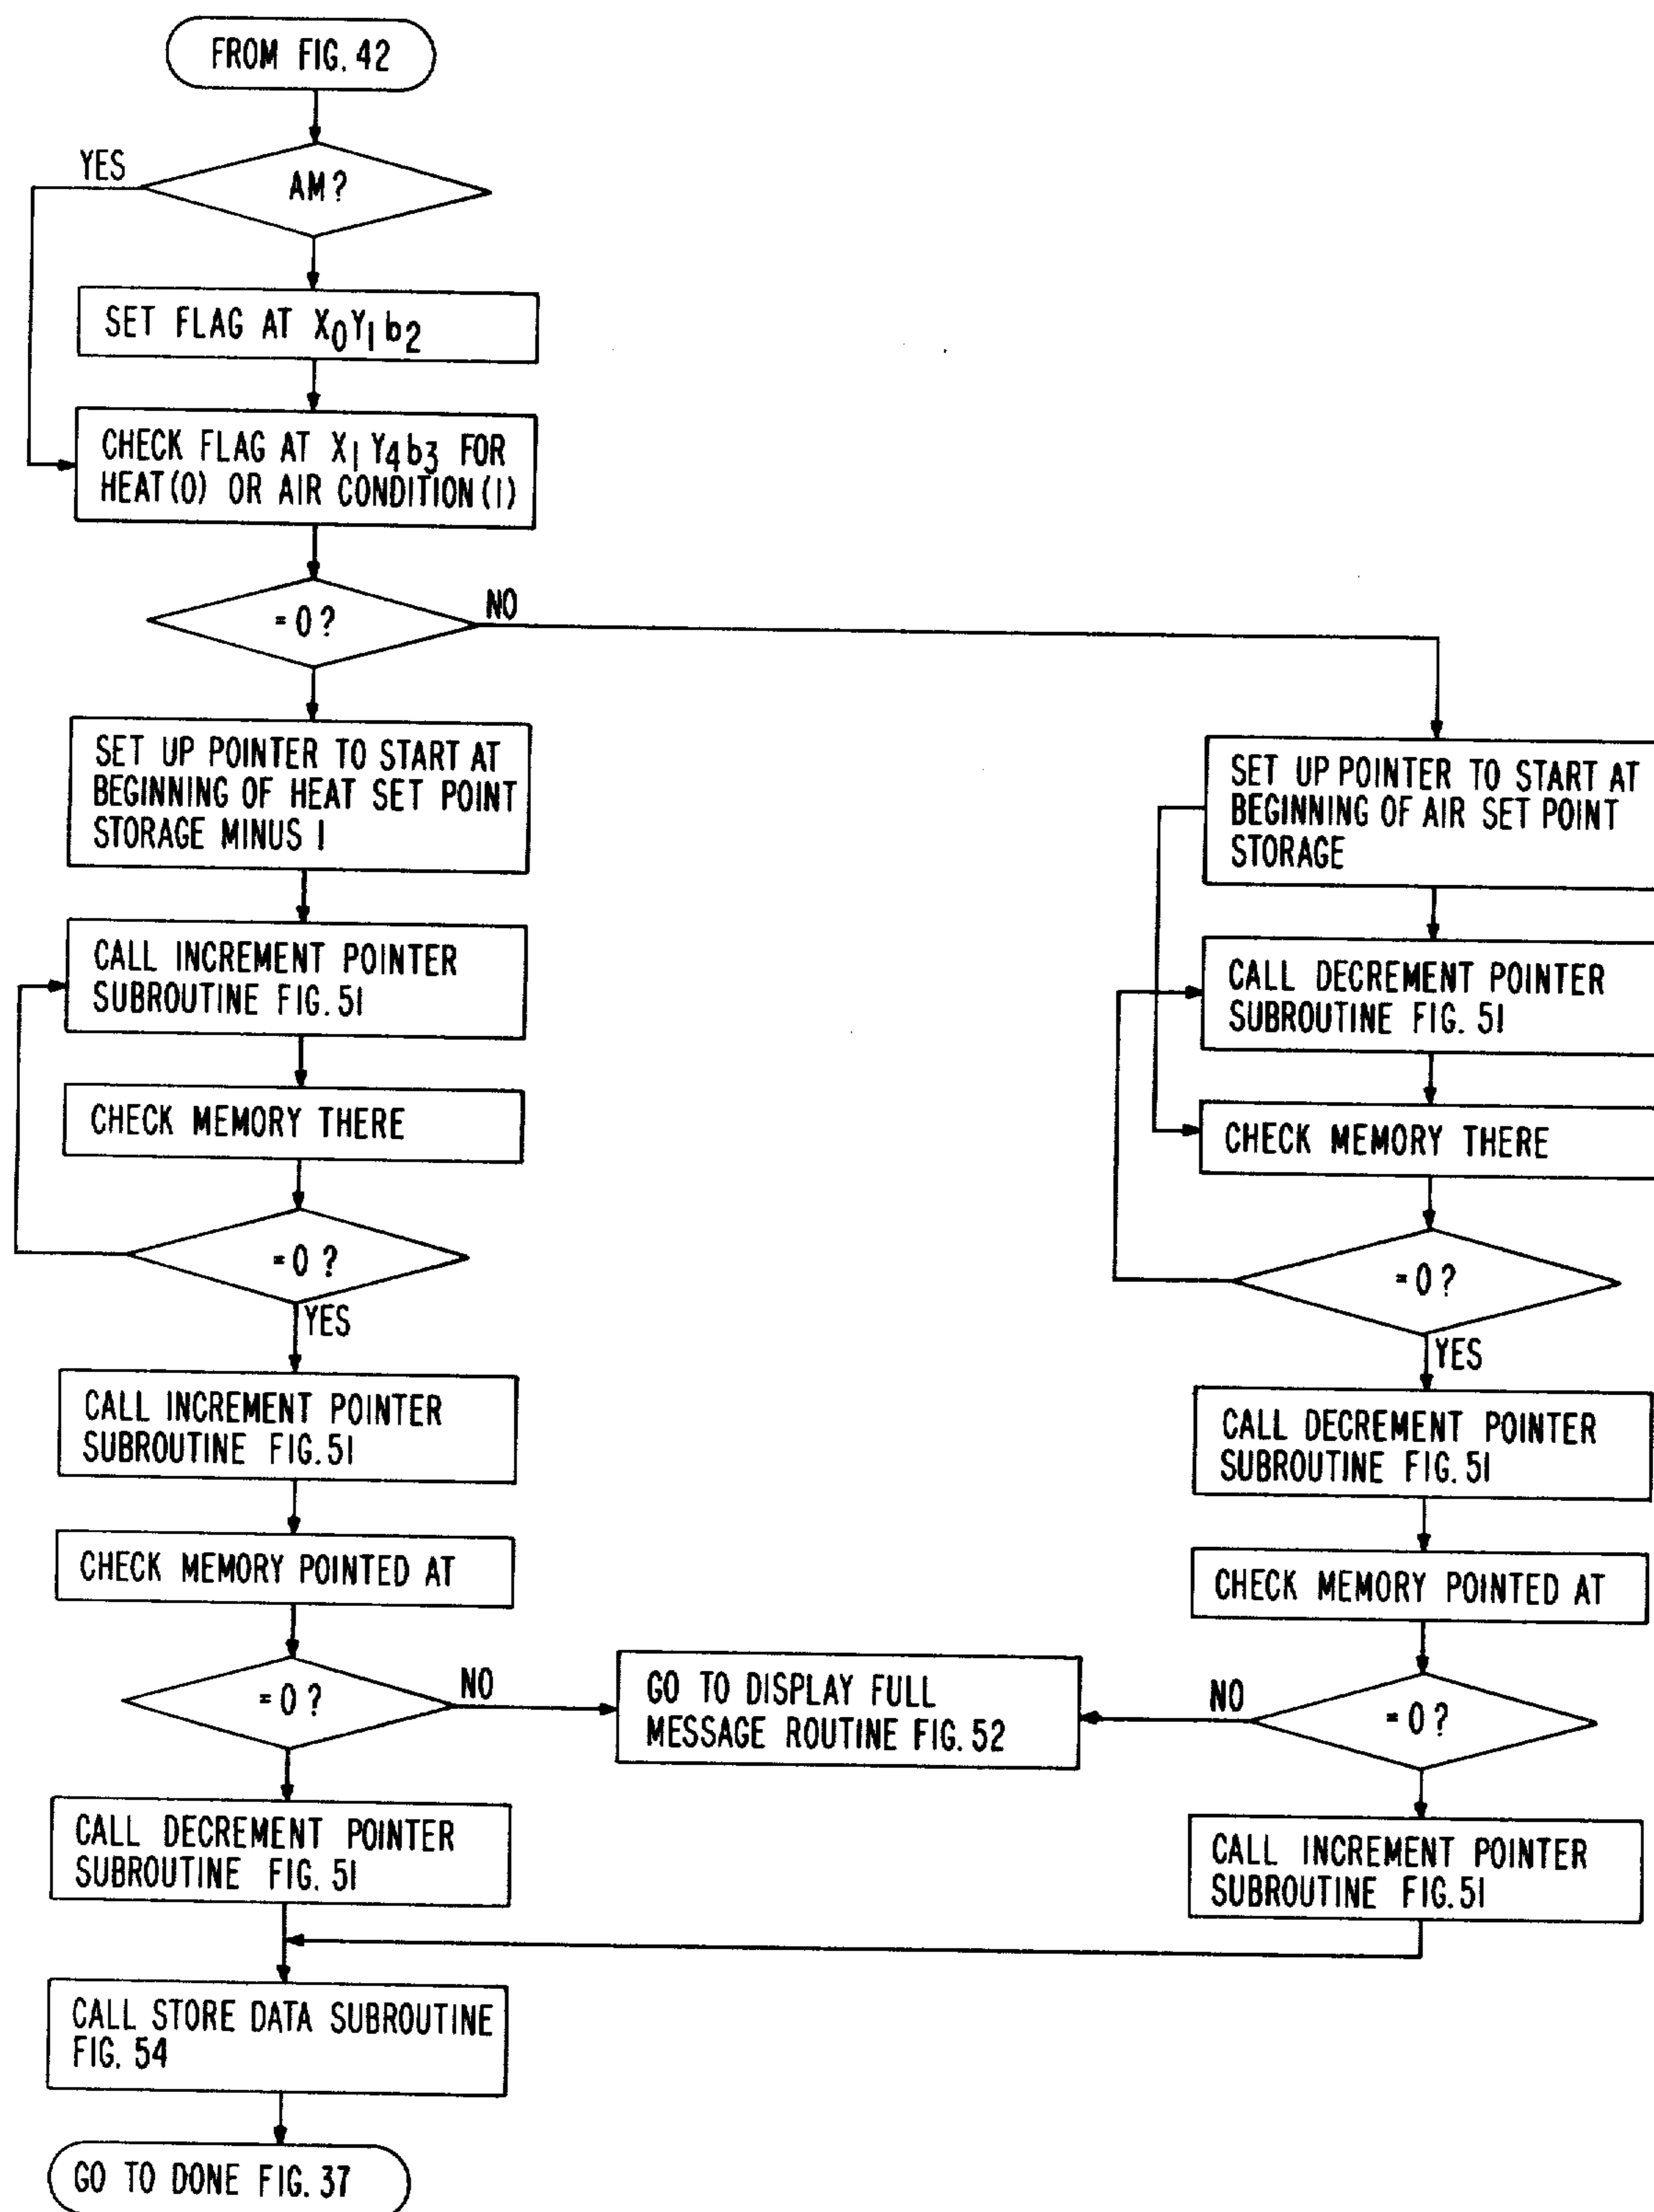 FROM FIG. 42
YES
AM?
SET FLAG AT X0Y1b2
CHECK FLAG AT X1Y4b3 FOR
HEAT(0) OR AIR CONDITION(1)
=0?
NO
SET UP POINTER TO START AT
BEGINNING OF HEAT SET POINT
STORAGE MINUS 1
CALL INCREMENT POINTER
SUBROUTINE FIG. 51
CHECK MEMORY THERE
=0?
YES
CALL INCREMENT POINTER
SUBROUTINE FIG. 51
CHECK MEMORY POINTED AT
=0?
NO
GO TO DISPLAY FULL
MESSAGE ROUTINE FIG. 52
CALL DECREMENT POINTER
SUBROUTINE FIG. 51
SET UP POINTER TO START AT
BEGINNING OF AIR SET POINT
STORAGE
CALL DECREMENT POINTER
SUBROUTINE FIG. 51
CHECK MEMORY THERE
=0?
YES
CALL DECREMENT POINTER
SUBROUTINE FIG. 51
CHECK MEMORY POINTED AT
NO
=0?
CALL INCREMENT POINTER
SUBROUTINE FIG. 51
CALL STORE DATA SUBROUTINE
FIG. 54
GO TO DONE FIG. 37